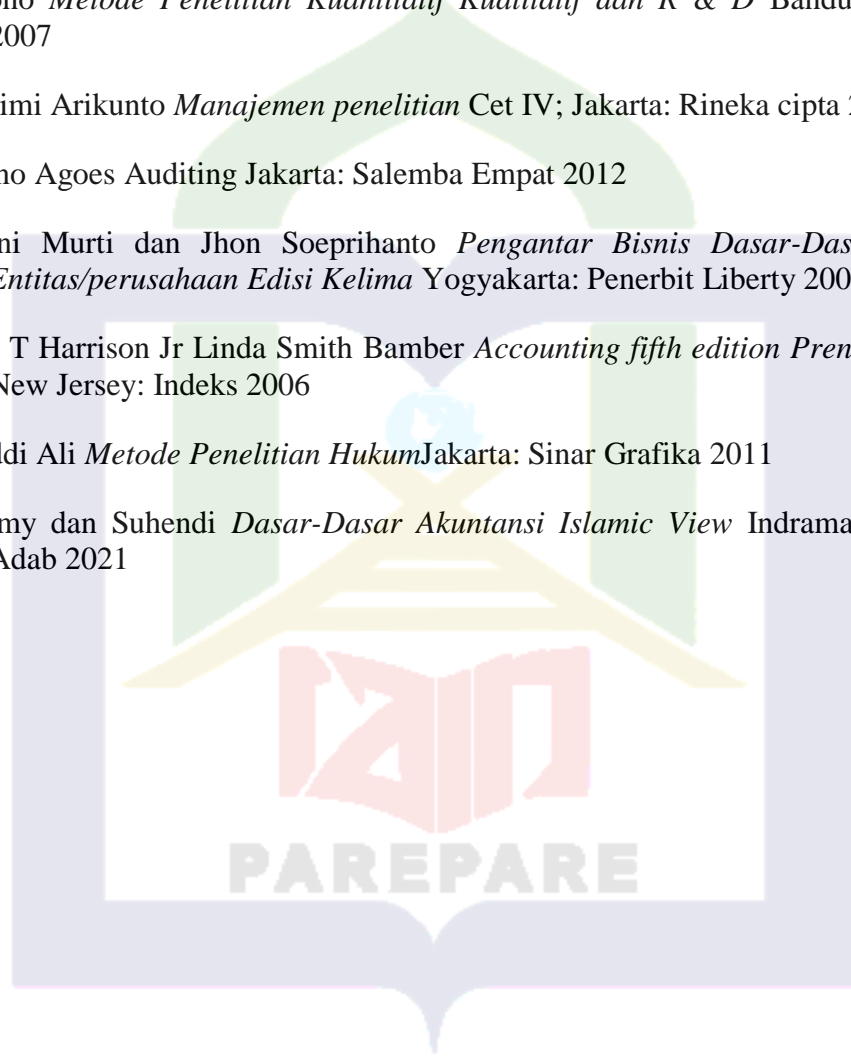 ono Metode Penelitian Kuantitatif Kualitatif dan R & D Bandu
2007
imi Arikunto Manajemen penelitian Cet IV; Jakarta: Rineka cipta 2
no Agoes Auditing Jakarta: Salemba Empat 2012
ni Murti dan Jhon Soeprihanto Pengantar Bisnis Dasar-Das
Entitas/perusahaan Edisi Kelima Yogyakarta: Penerbit Liberty 200
T Harrison Jr Linda Smith Bamber Accounting fifth edition Pren
New Jersey: Indeks 2006
ddi Ali Metode Penelitian HukumJakarta: Sinar Grafika 2011
my dan Suhendi Dasar-Dasar Akuntansi Islamic View Indrama
Adab 2021
PAREPARE